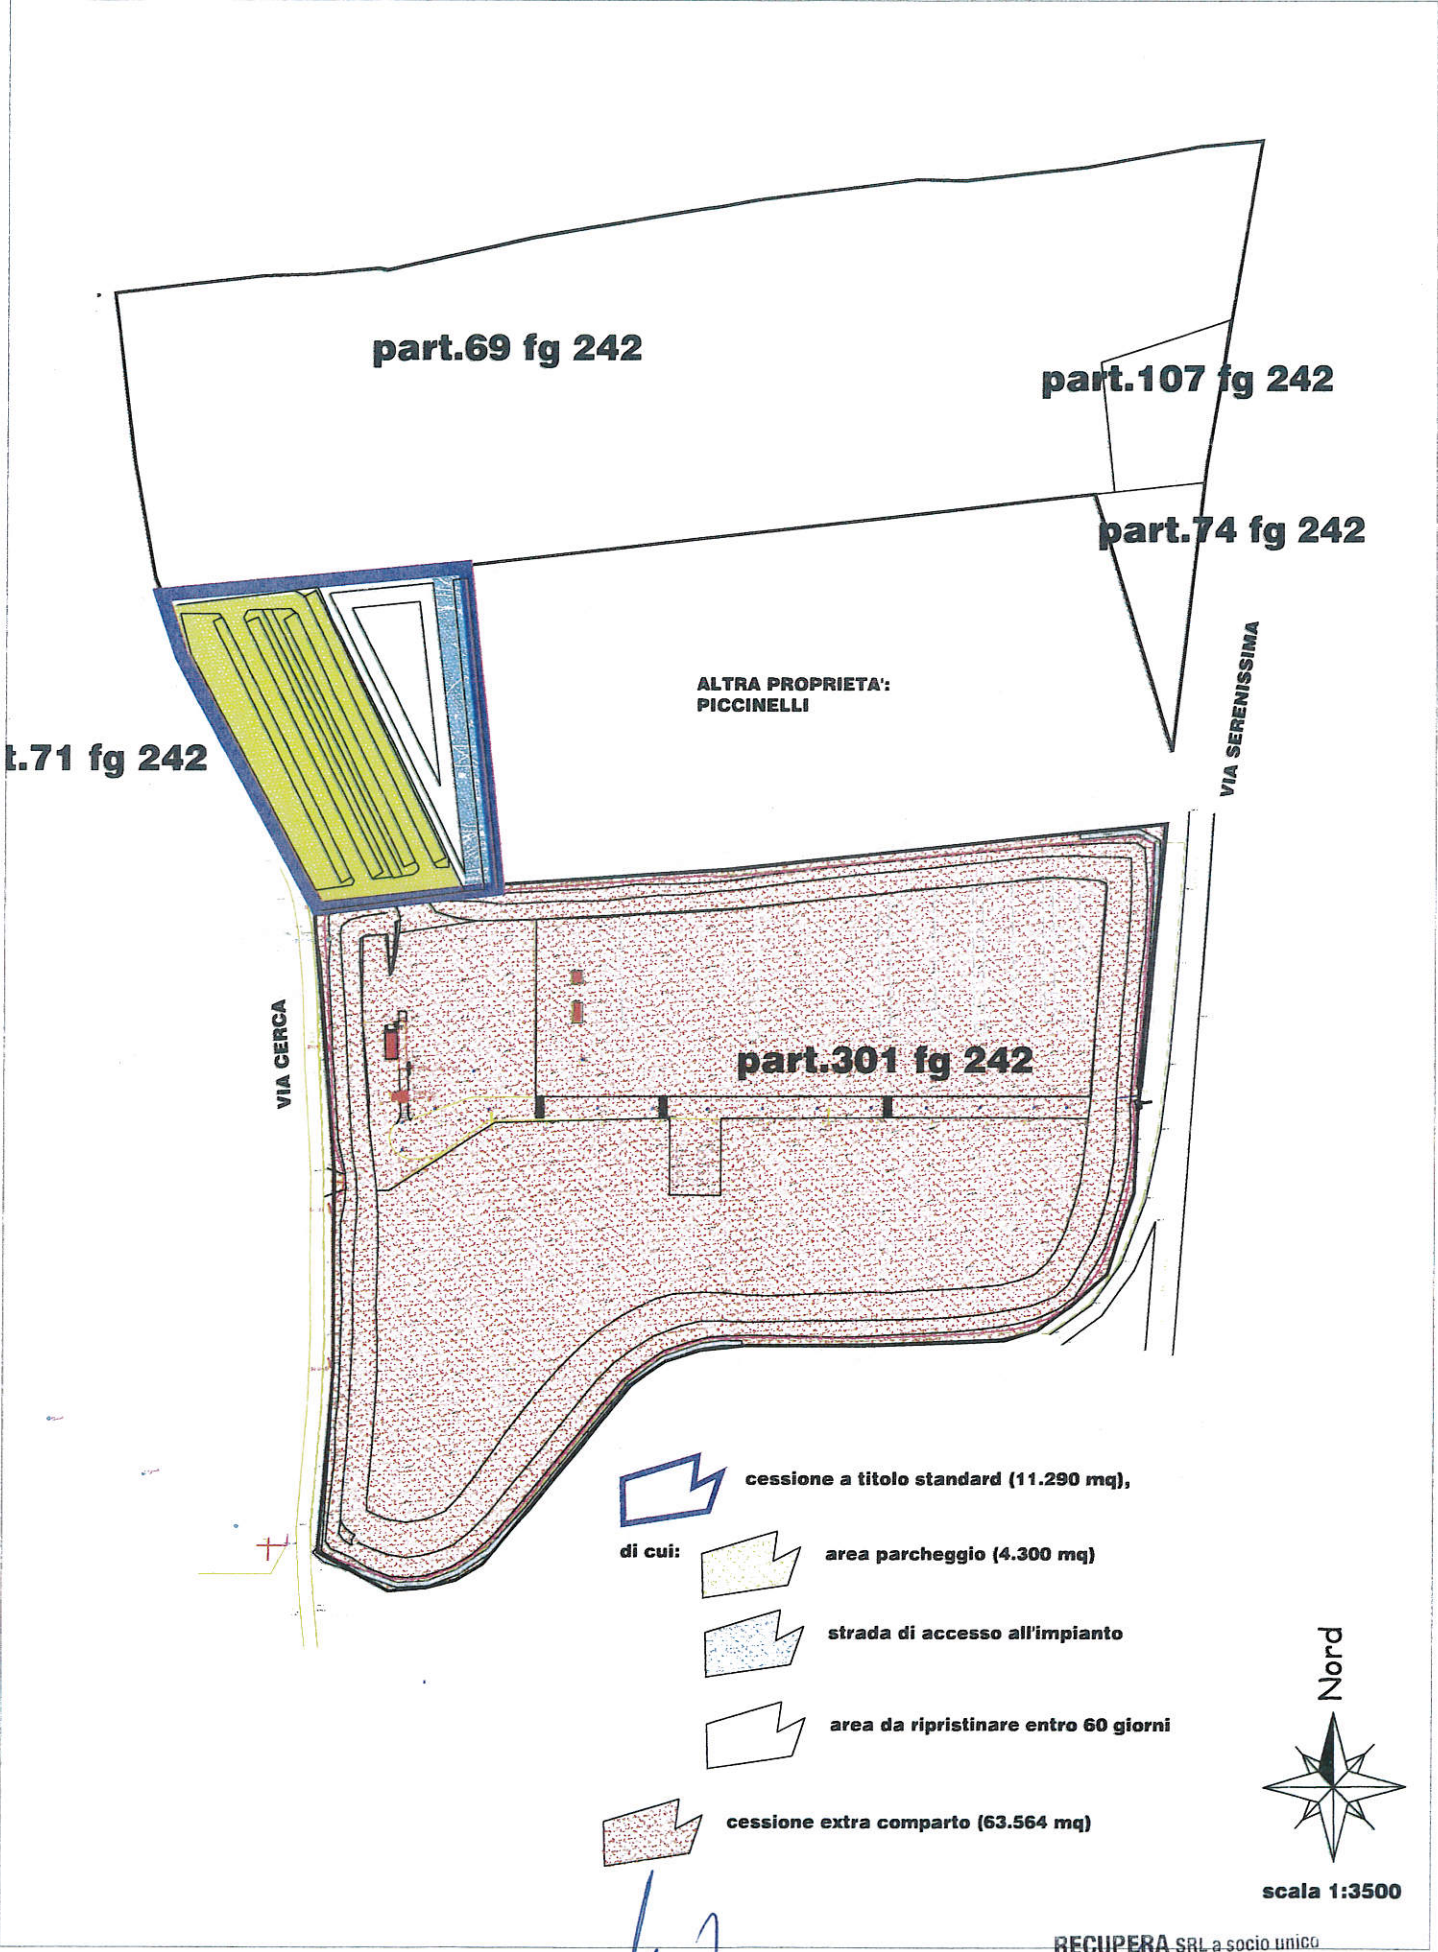 part.69 fg 242
part.107 fg 242
part.74 fg 242
ALTRA PROPRIETA':
PICCINELLI
VIA SERENISSIMA
t.71 fg 242
VIA CERCA
part.301 fg 242
cessione a titolo standard (11.290 mq),
di cui:
area parcheggio (4.300 mq)
strada di accesso all'impianto
area da ripristinare entro 60 giorni
cessione extra comparto (63.564 mq)
Nord
scala 1:3500
RECUPERA SRL a socio unico